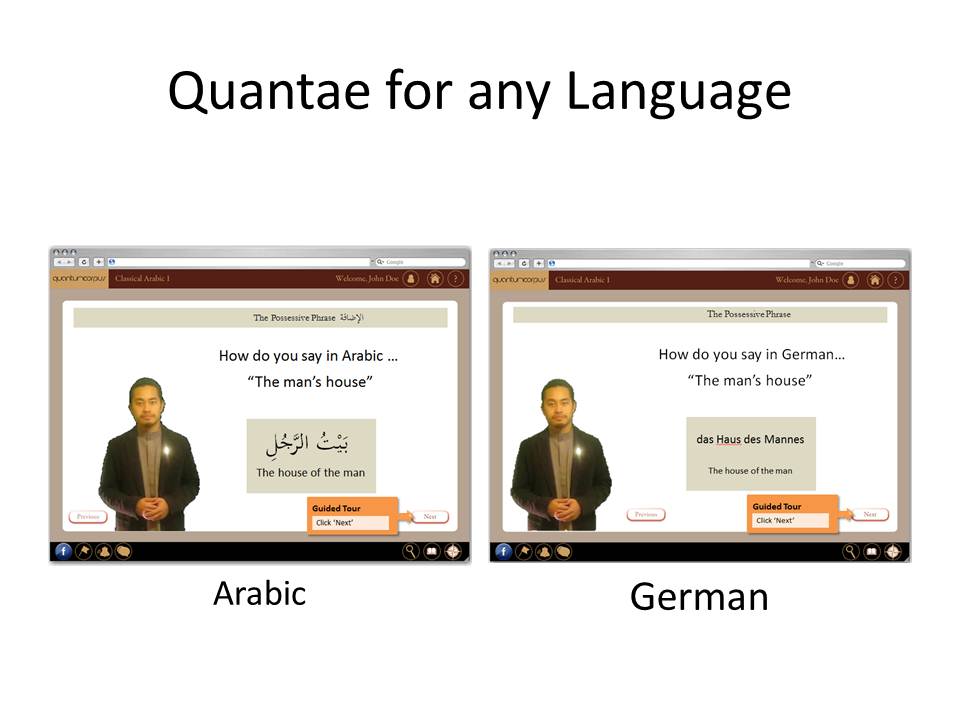 Quantae for any Language
Google
quantumcorpus
Classical Arabic I
Welcome, John Doe
?
The Possessive Phrase الإضافة
How do you say in Arabic ...
“The man’s house”
بَيْتُ الرَّجُلِ
The house of the man
Guided Tour
Click ‘Next’
Previous
Next
f
Arabic
Google
quantumcorpus
Classical Arabic I
Welcome, John Doe
?
The Possessive Phrase
How do you say in German...
“The man’s house”
das Haus des Mannes
The house of the man
Guided Tour
Click ‘Next’
Previous
Next
f
German